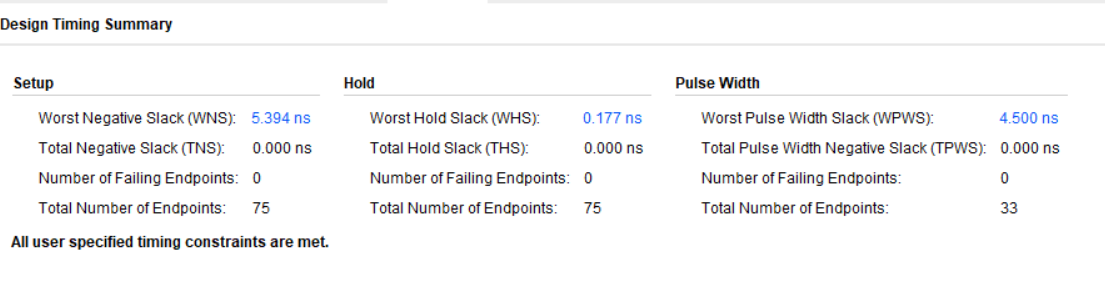 Design Timing Summary
Setup Hold Pulse Width
Worst Negative Slack (WNS): 5.394 ns Worst Hold Slack (WHS): 0.177 ns Worst Pulse Width Slack (WPWS): 4.500 ns
Total Negative Slack (TNS): 0.000 ns Total Hold Slack (THS): 0.000 ns Total Pulse Width Negative Slack (TPWS): 0.000 ns
Number of Failing Endpoints: 0 Number of Failing Endpoints: 0 Number of Failing Endpoints: 0
Total Number of Endpoints: 75 Total Number of Endpoints: 75 Total Number of Endpoints: 33
All user specified timing constraints are met.